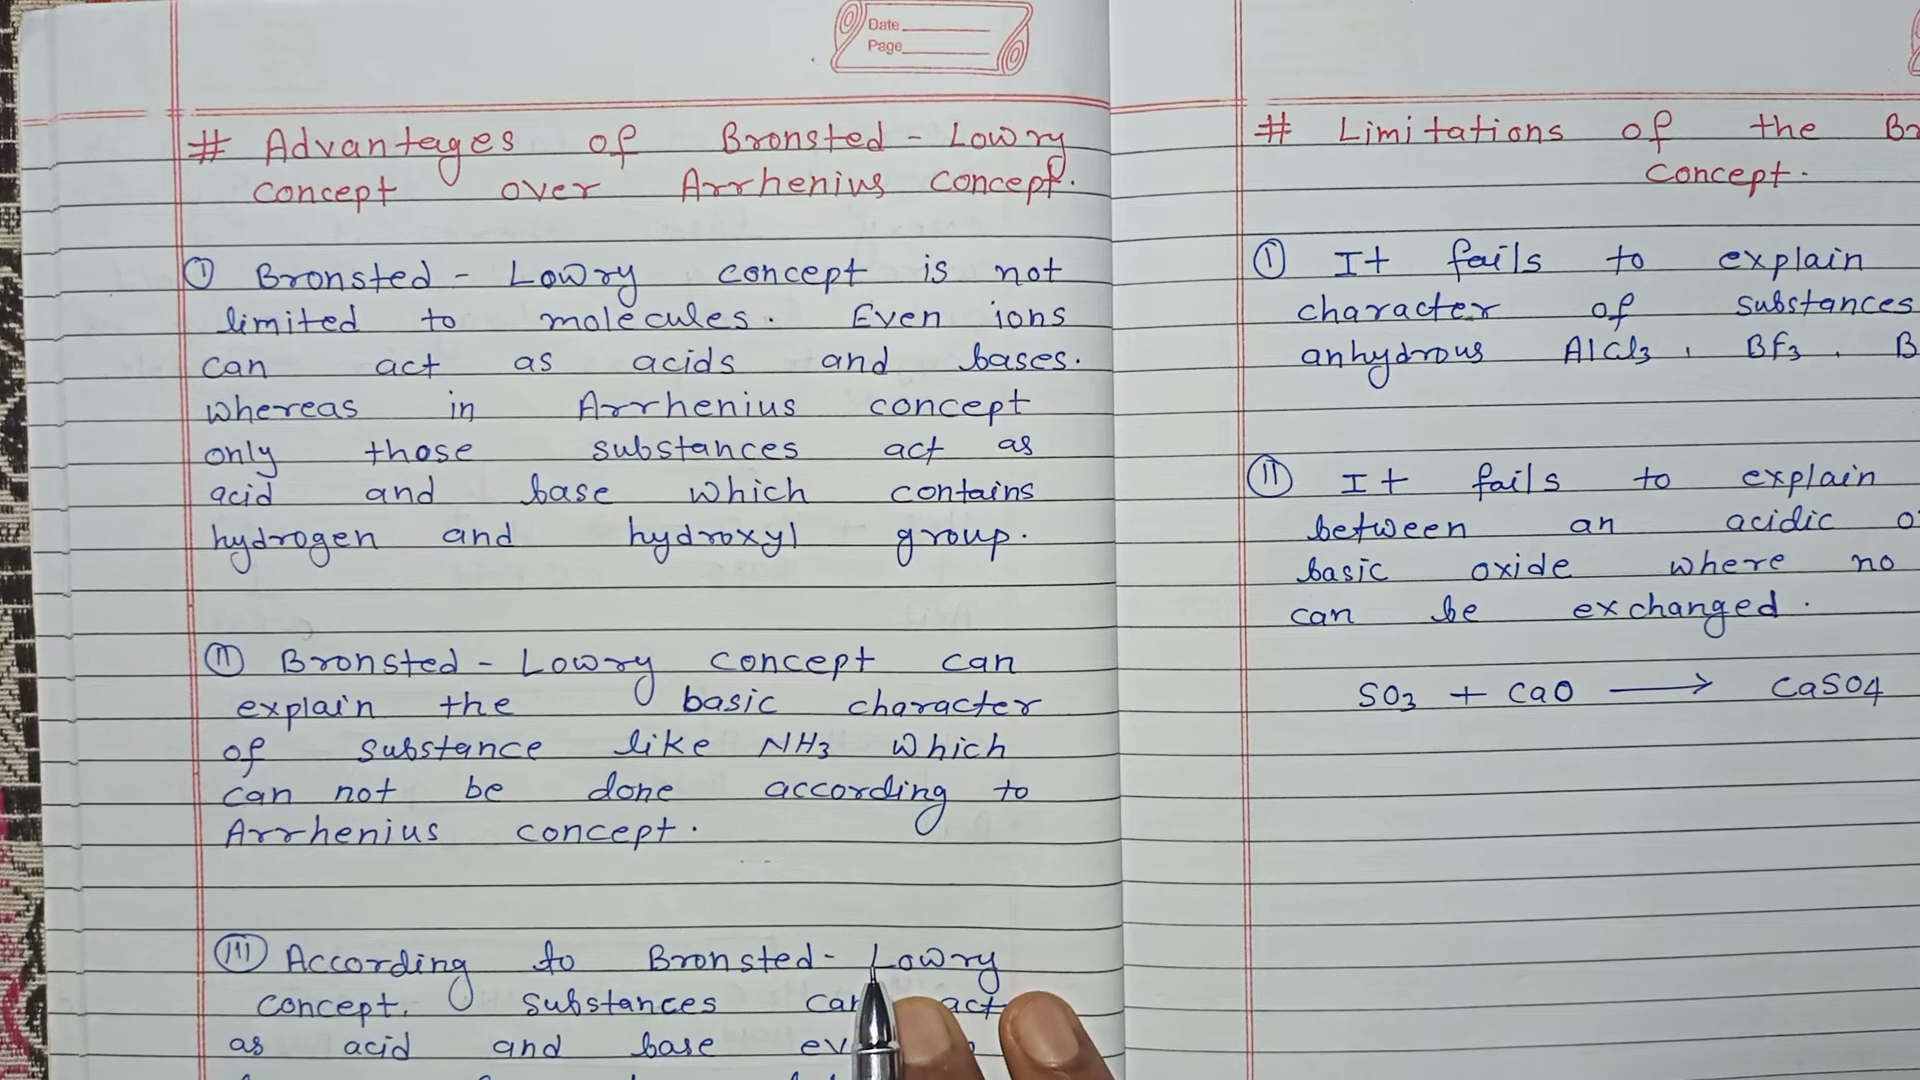 Date
Page
# Advantages of Bronsted-Lowry
concept over Arrhenius concept.
(I) Bronsted-Lowry concept is not
limited to molecules. Even ions
can act as acids and bases.
whereas in Arrhenius concept
only those substances act as
acid and base which contains
hydrogen and hydroxyl group.
(II) Bronsted-Lowry concept can
explain the basic character
of substance like NH3 which
can not be done according to
Arrhenius concept.
(III) According to Bronsted-Lowry
concept, substances can act
as acid and base
# Limitations of the
Concept.
(I) It fails to explain
character of substances
anhydrous AlCl3, BF3,
(II) It fails to explain
between an acidic
basic oxide where no
can be exchanged.
SO3 + CaO ⟶ CaSO4